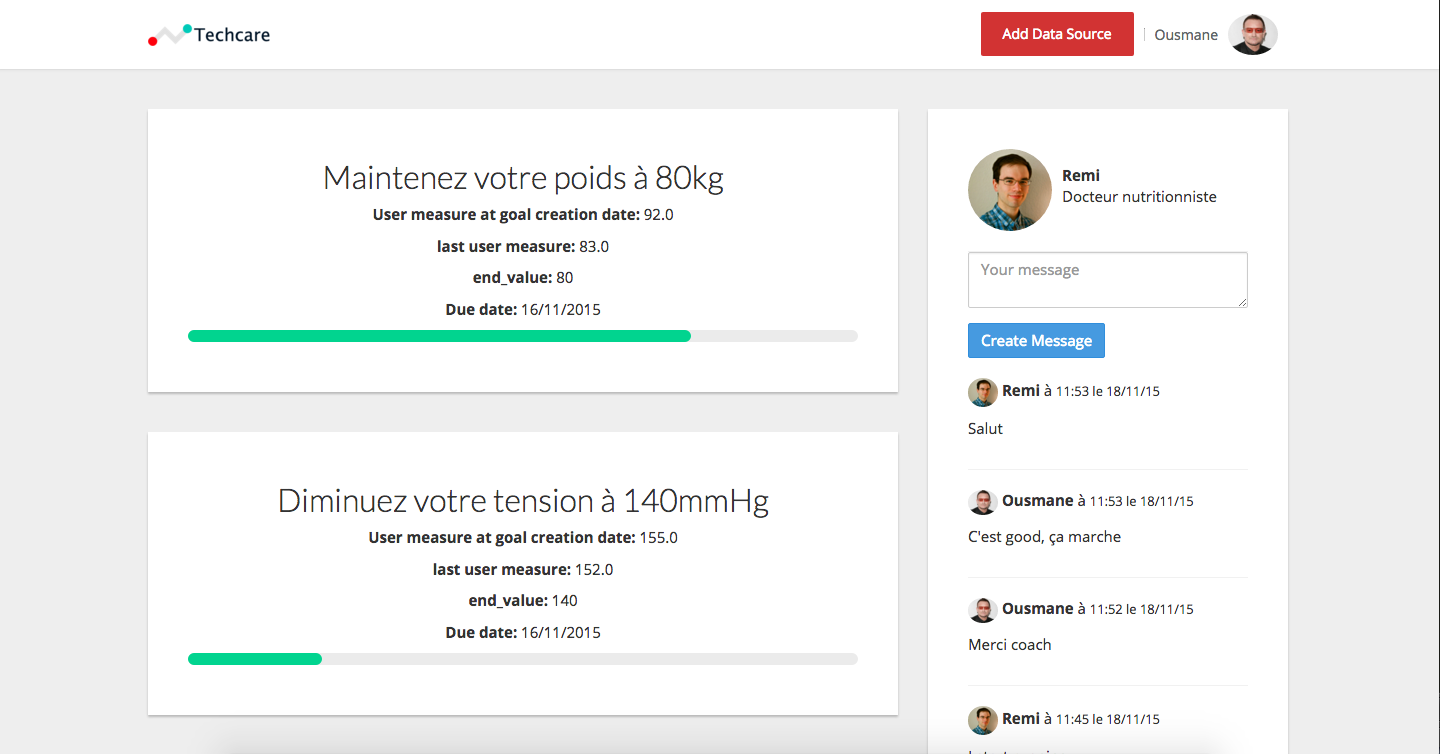 Techcare
Add Data Source
Ousmane
Maintenez votre poids à 80kg
User measure at goal creation date: 92.0
last user measure: 83.0
end_value: 80
Due date: 16/11/2015
Diminuez votre tension à 140mmHg
User measure at goal creation date: 155.0
last user measure: 152.0
end_value: 140
Due date: 16/11/2015
Remi
Docteur nutritionniste
Your message
Create Message
Remi à 11:53 le 18/11/15
Salut
Ousmane à 11:53 le 18/11/15
C'est good, ça marche
Ousmane à 11:52 le 18/11/15
Merci coach
Remi à 11:45 le 18/11/15